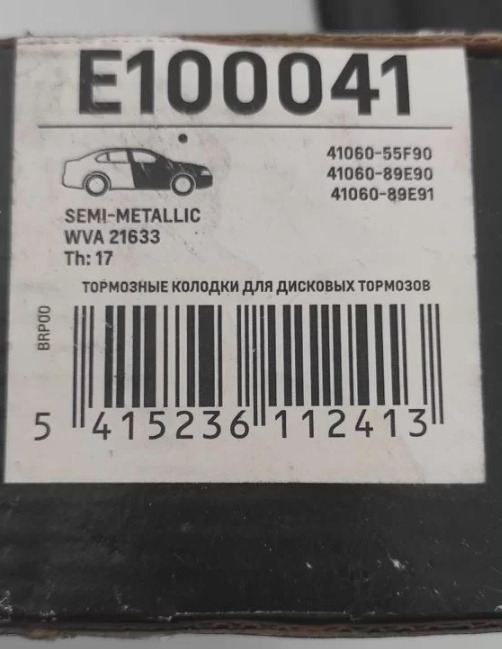 E100041
41060-55F90
41060-89E90
41060-89E91
SEMI-METALLIC
WVA 21633
Th: 17
ТОРМОЗНЫЕ КОЛОДКИ ДЛЯ ДИСКОВЫХ ТОРМОЗОВ
BRP00
5 415236 112413